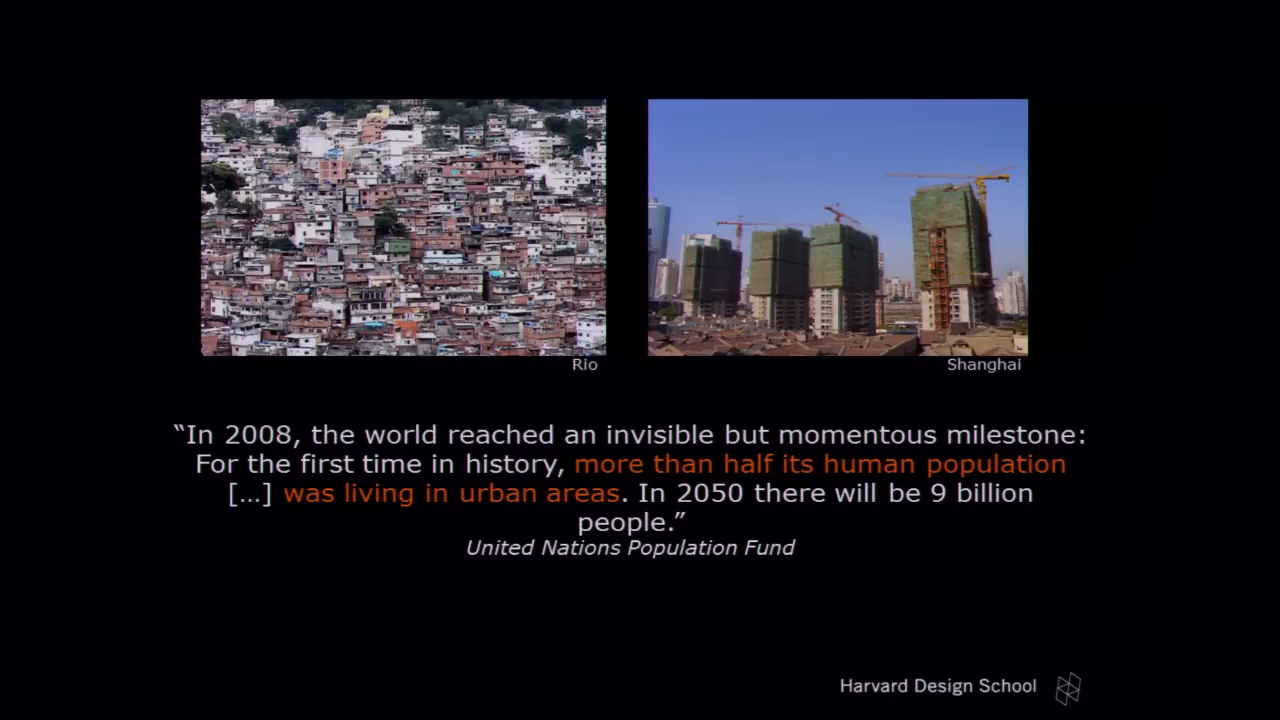 Rio
Shanghai
“In 2008, the world reached an invisible but momentous milestone:
For the first time in history, more than half its human population
[…] was living in urban areas. In 2050 there will be 9 billion
people.”
United Nations Population Fund
Harvard Design School